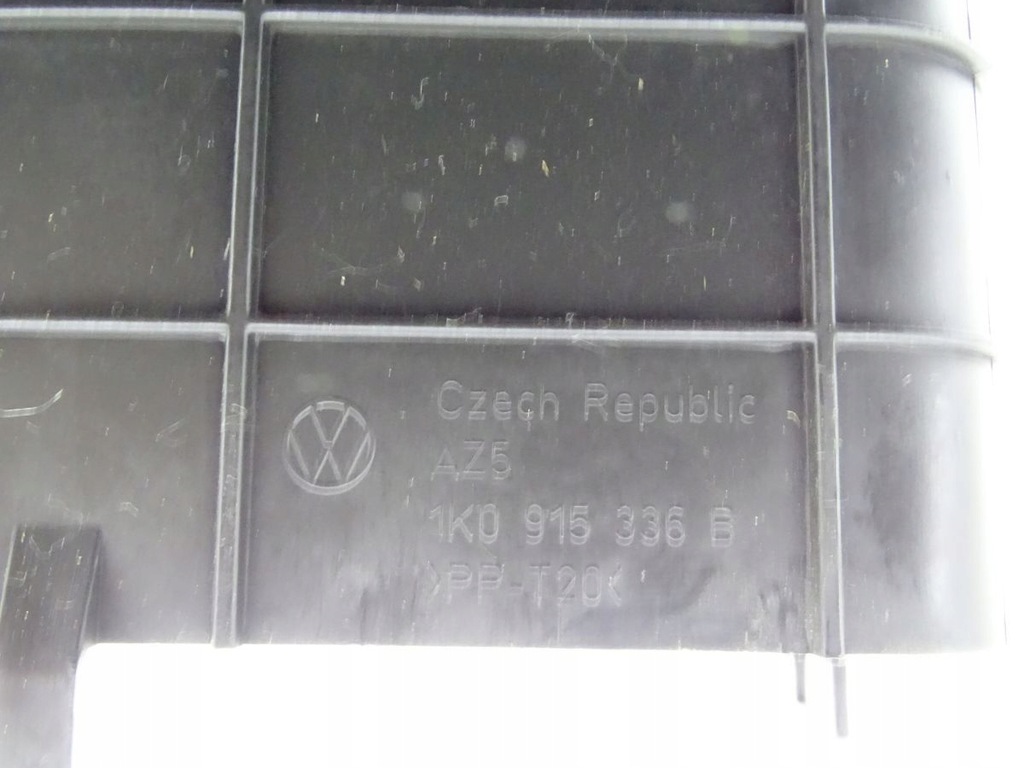 Czech Republic
AZ5
1K0 915 336 B
>PP-T20<